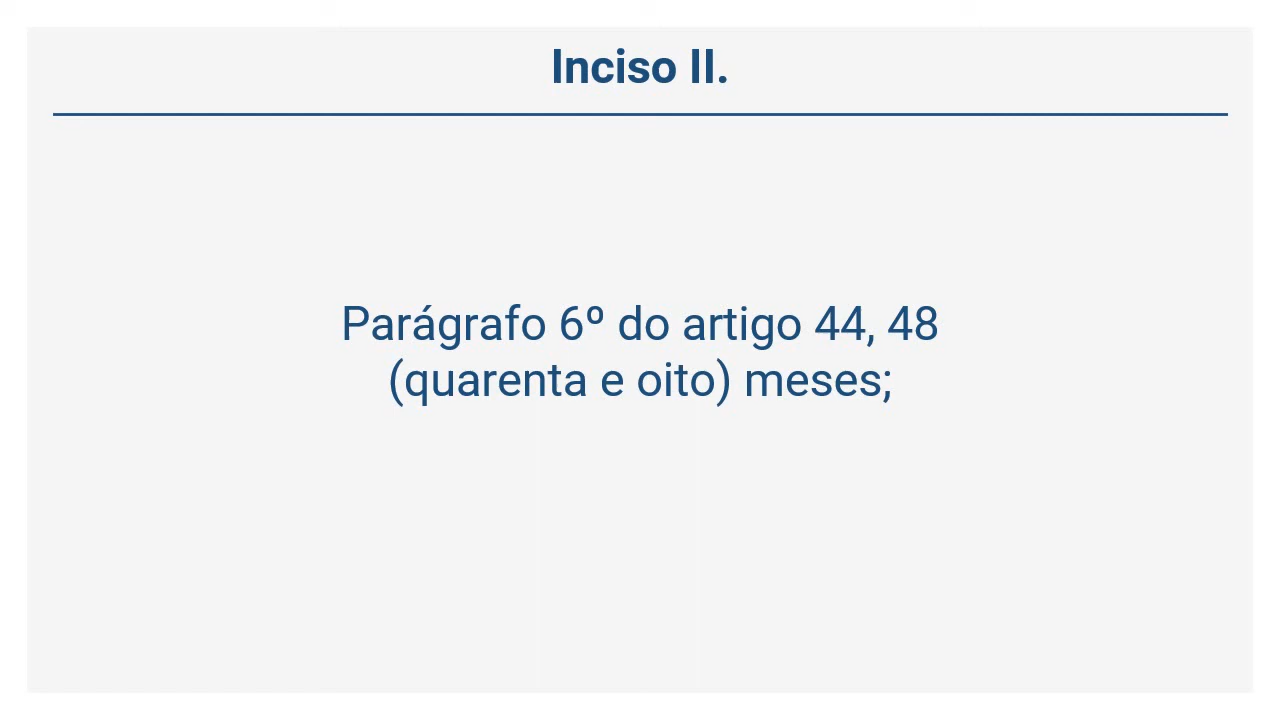 Inciso II.
Parágrafo 6º do artigo 44, 48
(quarenta e oito) meses;